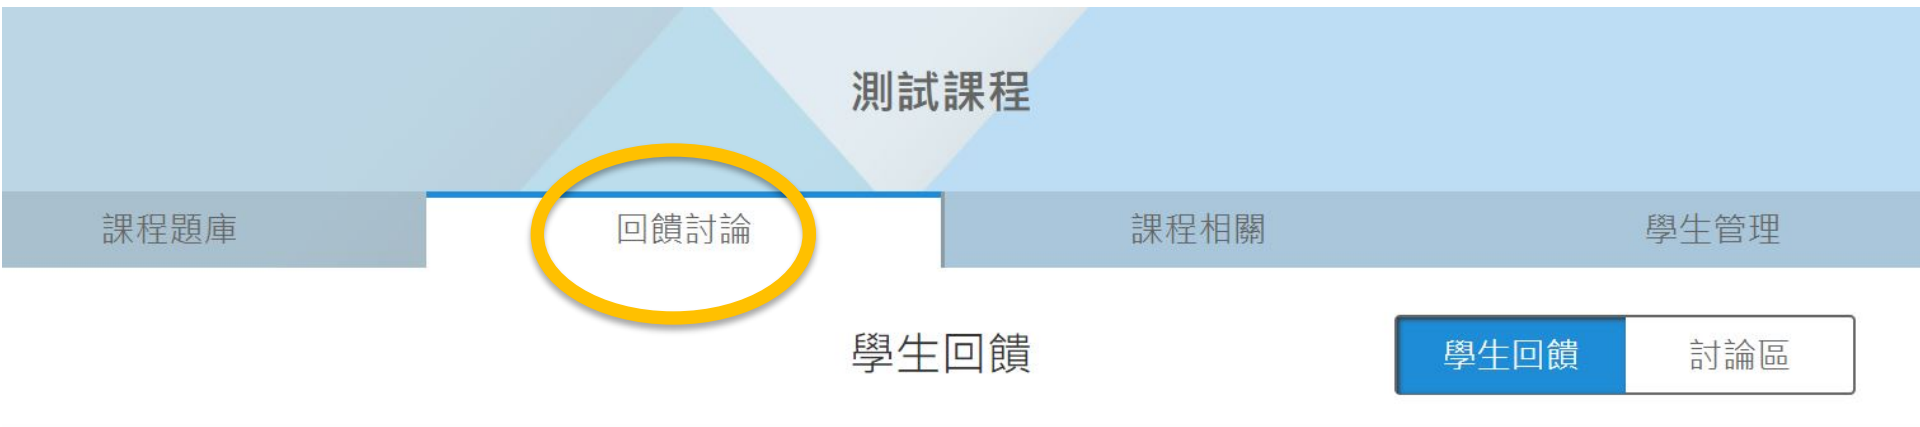 測試課程
課程題庫 回饋討論 課程相關 學生管理
學生回饋 學生回饋 討論區